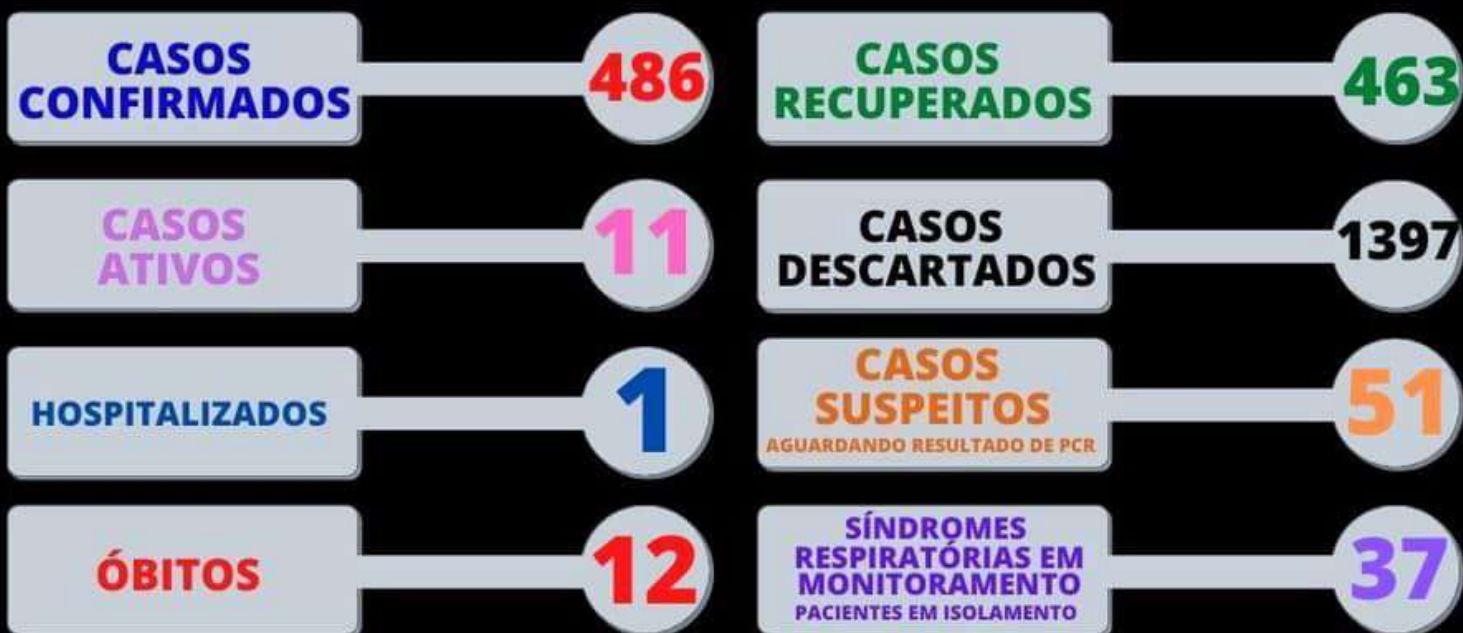 CASOS
CONFIRMADOS
486
CASOS
RECUPERADOS
463
CASOS
ATIVOS
11
CASOS
DESCARTADOS
1397
HOSPITALIZADOS
1
CASOS
SUSPEITOS
AGUARDANDO RESULTADO DE PCR
51
ÓBITOS
12
SÍNDROMES
RESPIRATÓRIAS EM
MONITORAMENTO
PACIENTES EM ISOLAMENTO
37